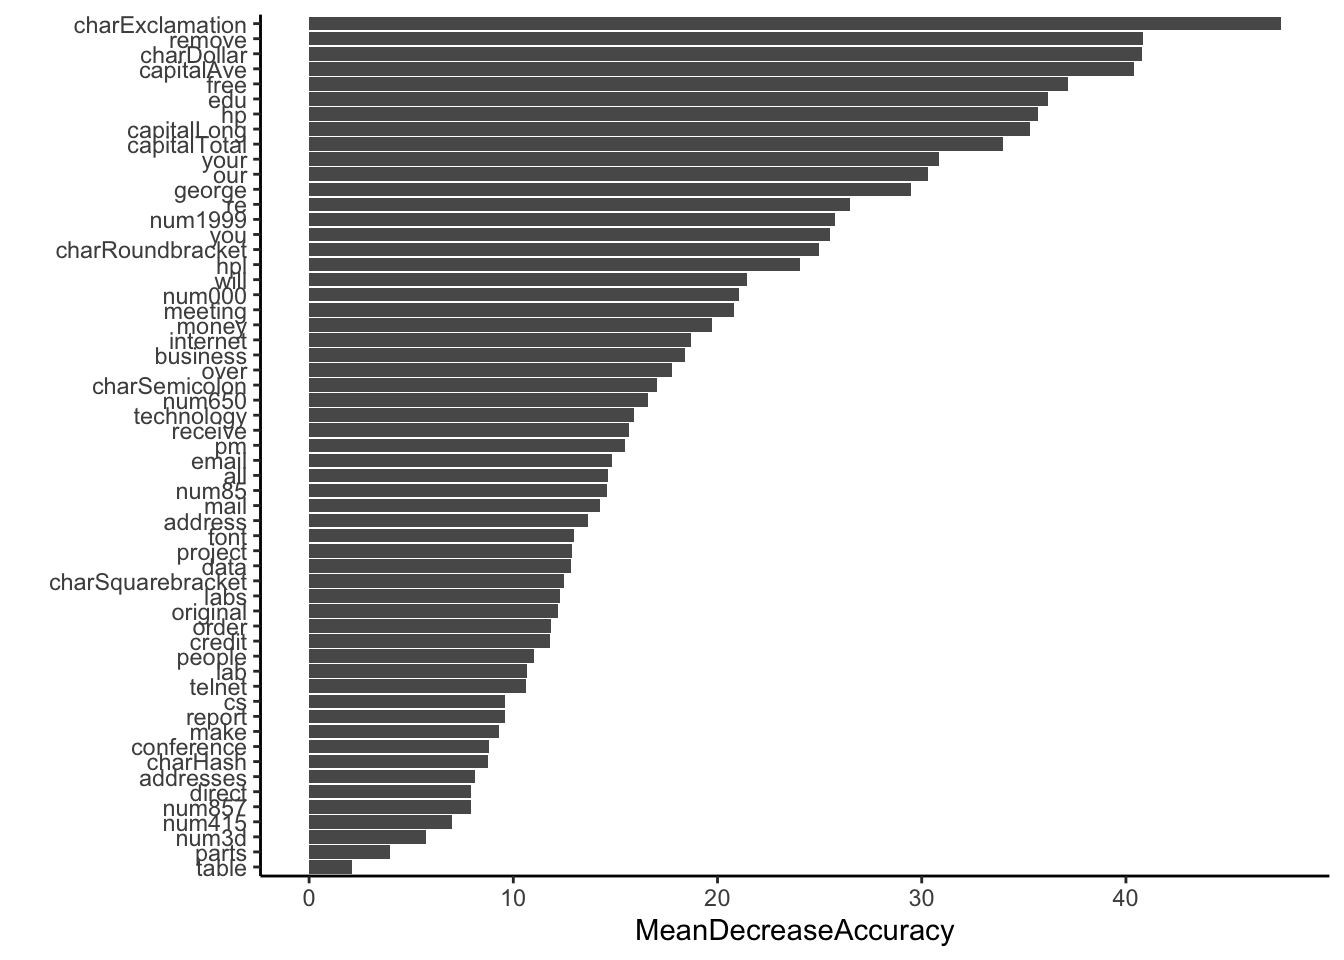 charExclamation
remove
charDollar
capitalAve
free
edu
hp
capitalLong
capitalTotal
your
our
george
re
num1999
you
charRoundbracket
hpl
will
num000
meeting
money
internet
business
over
charSemicolon
num650
technology
receive
pm
email
all
num85
mail
address
font
project
data
charSquarebracket
labs
original
order
credit
people
lab
telnet
cs
report
make
conference
charHash
addresses
direct
num857
num415
num3d
parts
table
0 10 20 30 40
MeanDecreaseAccuracy